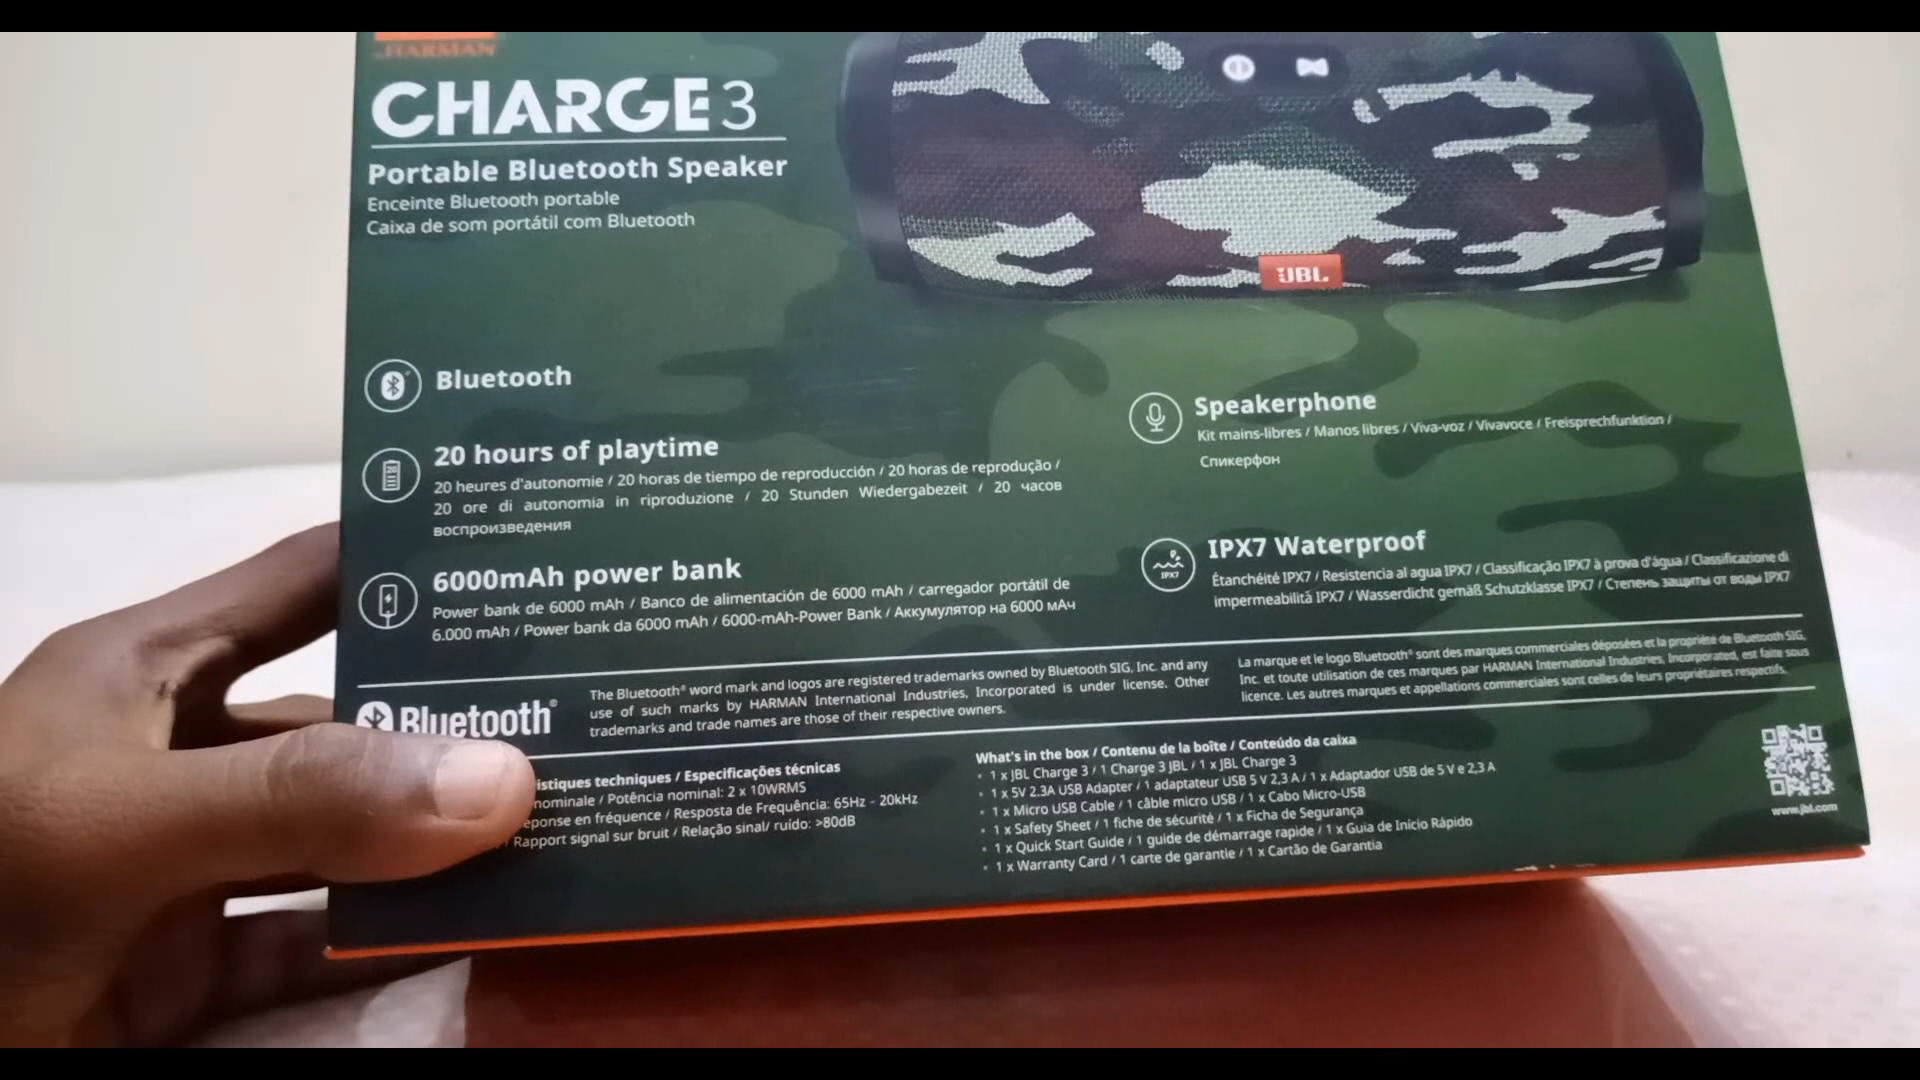 HARMAN
CHARGE 3
Portable Bluetooth Speaker
Enceinte Bluetooth portable
Caixa de som portátil com Bluetooth
JBL
Bluetooth
20
20 hours of playtime
20 heures d'autonomie / 20 horas de tiempo de reproducción / 20 horas de reprodução /
20 ore di autonomia in riproduzione / 20 Stunden Wiedergabezeit / 20 часов
воспроизведения
6000mAh power bank
Power bank de 6000 mAh / Banco de alimentación de 6000 mAh / carregador portátil de
6.000 mAh / Power bank da 6000 mAh / 6000-mAh-Power Bank / Аккумулятор на 6000 мАч
Speakerphone
Kit mains-libres / Manos libres / Viva-voz / Vivavoce / Freisprechfunktion /
Спикерфон
IPX7
IPX7 Waterproof
Étanchéité IPX7 / Resistencia al agua IPX7 / Classificação IPX7 à prova d'água / Classificazione di
impermeabilità IPX7 / Wasserdicht gemäß Schutzklasse IPX7 / Степень защиты от воды IPX7
Bluetooth®
The Bluetooth® word mark and logos are registered trademarks owned by Bluetooth SIG, Inc. and any
use of such marks by HARMAN International Industries, Incorporated is under license. Other
trademarks and trade names are those of their respective owners.
La marque et le logo Bluetooth® sont des marques commerciales déposées et la propriété de Bluetooth SIG,
Inc. et toute utilisation de ces marques par HARMAN International Industries, Incorporated, est faite sous
licence. Les autres marques et appellations commerciales sont celles de leurs propriétaires respectifs.
istiques techniques / Especificações técnicas
nominale / Potência nominal: 2 x 10WRMS
éponse en fréquence / Resposta de Frequência: 65Hz - 20kHz
/ Rapport signal sur bruit / Relação sinal/ ruído: >80dB
What's in the box / Contenu de la boîte / Conteúdo da caixa
• 1 x JBL Charge 3 / 1 Charge 3 JBL / 1 x JBL Charge 3
• 1 x 5V 2.3A USB Adapter / 1 adaptateur USB 5 V 2,3 A / 1 x Adaptador USB de 5 V e 2,3 A
• 1 x Micro USB Cable / 1 câble micro USB / 1 x Cabo Micro-USB
• 1 x Safety Sheet / 1 fiche de sécurité / 1 x Ficha de Segurança
• 1 x Quick Start Guide / 1 guide de démarrage rapide / 1 x Guia de Início Rápido
• 1 x Warranty Card / 1 carte de garantie / 1 x Cartão de Garantia
www.jbl.com